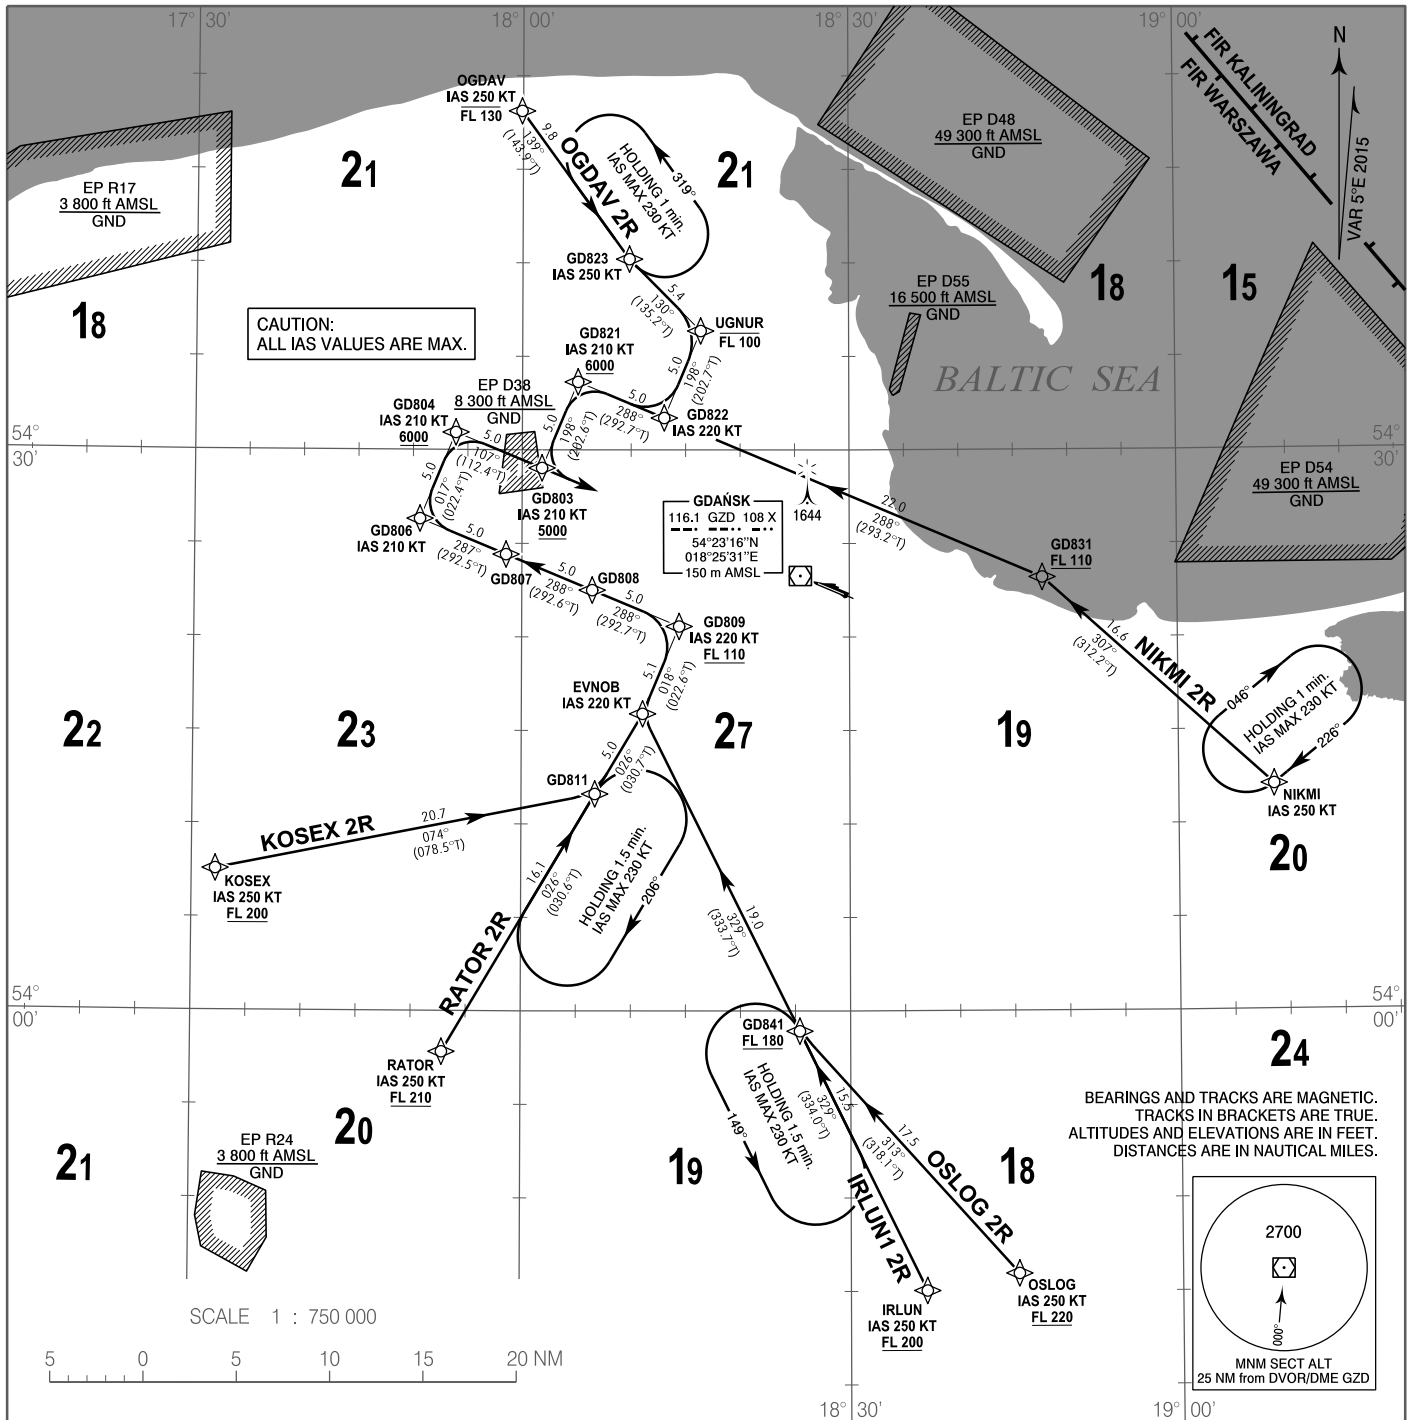 17° 30'
18° 00'
18° 30'
19° 00'
OGDAV
IAS 250 KT
FL 130
9.8
139°
(143.9°T)
OGDAV 2R
HOLDING 1 min.
IAS MAX 230 KT
319°
EP D48
49 300 ft AMSL
GND
FIR KALININGRAD
FIR WARSZAWA
N
VAR 5°E 2015
EP R17
3 800 ft AMSL
GND
21
21
18
18
15
GD823
IAS 250 KT
5.4
130°
(135.2°T)
EP D55
16 500 ft AMSL
GND
CAUTION:
ALL IAS VALUES ARE MAX.
UGNUR
FL 100
GD821
IAS 210 KT
6000
5.0
198°
(202.7°T)
BALTIC SEA
EP D38
8 300 ft AMSL
GND
GD804
IAS 210 KT
6000
5.0
288°
(292.7°T)
GD822
IAS 220 KT
5.0
198°
(202.6°T)
54°
30'
54°
30'
5.0
107°
(112.4°T)
EP D54
49 300 ft AMSL
GND
5.0
017°
(022.4°T)
GD803
IAS 210 KT
5000
GDAŃSK
116.1 GZD 108 X
54°23'16"N
018°25'31"E
150 m AMSL
1644
22.0
288°
(293.2°T)
GD806
IAS 210 KT
5.0
287°
(292.5°T)
GD807
5.0
288°
(292.6°T)
GD808
5.0
288°
(292.7°T)
GD831
FL 110
GD809
IAS 220 KT
FL 110
16.6
307°
(312.2°T)
NIKMI 2R
5.1
018°
(022.6°T)
EVNOB
IAS 220 KT
046°
HOLDING 1 min.
IAS MAX 230 KT
226°
22
23
27
19
5.0
026°
(030.7°T)
GD811
NIKMI
IAS 250 KT
20
KOSEX 2R
20.7
074°
(078.5°T)
KOSEX
IAS 250 KT
FL 200
HOLDING 1.5 min.
IAS MAX 230 KT
206°
16.1
026°
(030.6°T)
RATOR 2R
19.0
329°
(333.7°T)
54°
00'
54°
00'
GD841
FL 180
24
RATOR
IAS 250 KT
FL 210
HOLDING 1.5 min.
IAS MAX 230 KT
149°
15.5
329°
(334.0°T)
IRLUN1 2R
17.5
313°
(318.1°T)
OSLOG 2R
BEARINGS AND TRACKS ARE MAGNETIC.
TRACKS IN BRACKETS ARE TRUE.
ALTITUDES AND ELEVATIONS ARE IN FEET.
DISTANCES ARE IN NAUTICAL MILES.
20
EP R24
3 800 ft AMSL
GND
21
19
18
2700
000°
MNM SECT ALT
25 NM from DVOR/DME GZD
OSLOG
IAS 250 KT
FL 220
IRLUN
IAS 250 KT
FL 200
SCALE 1 : 750 000
5 0 5 10 15 20 NM
18° 30'
19° 00'